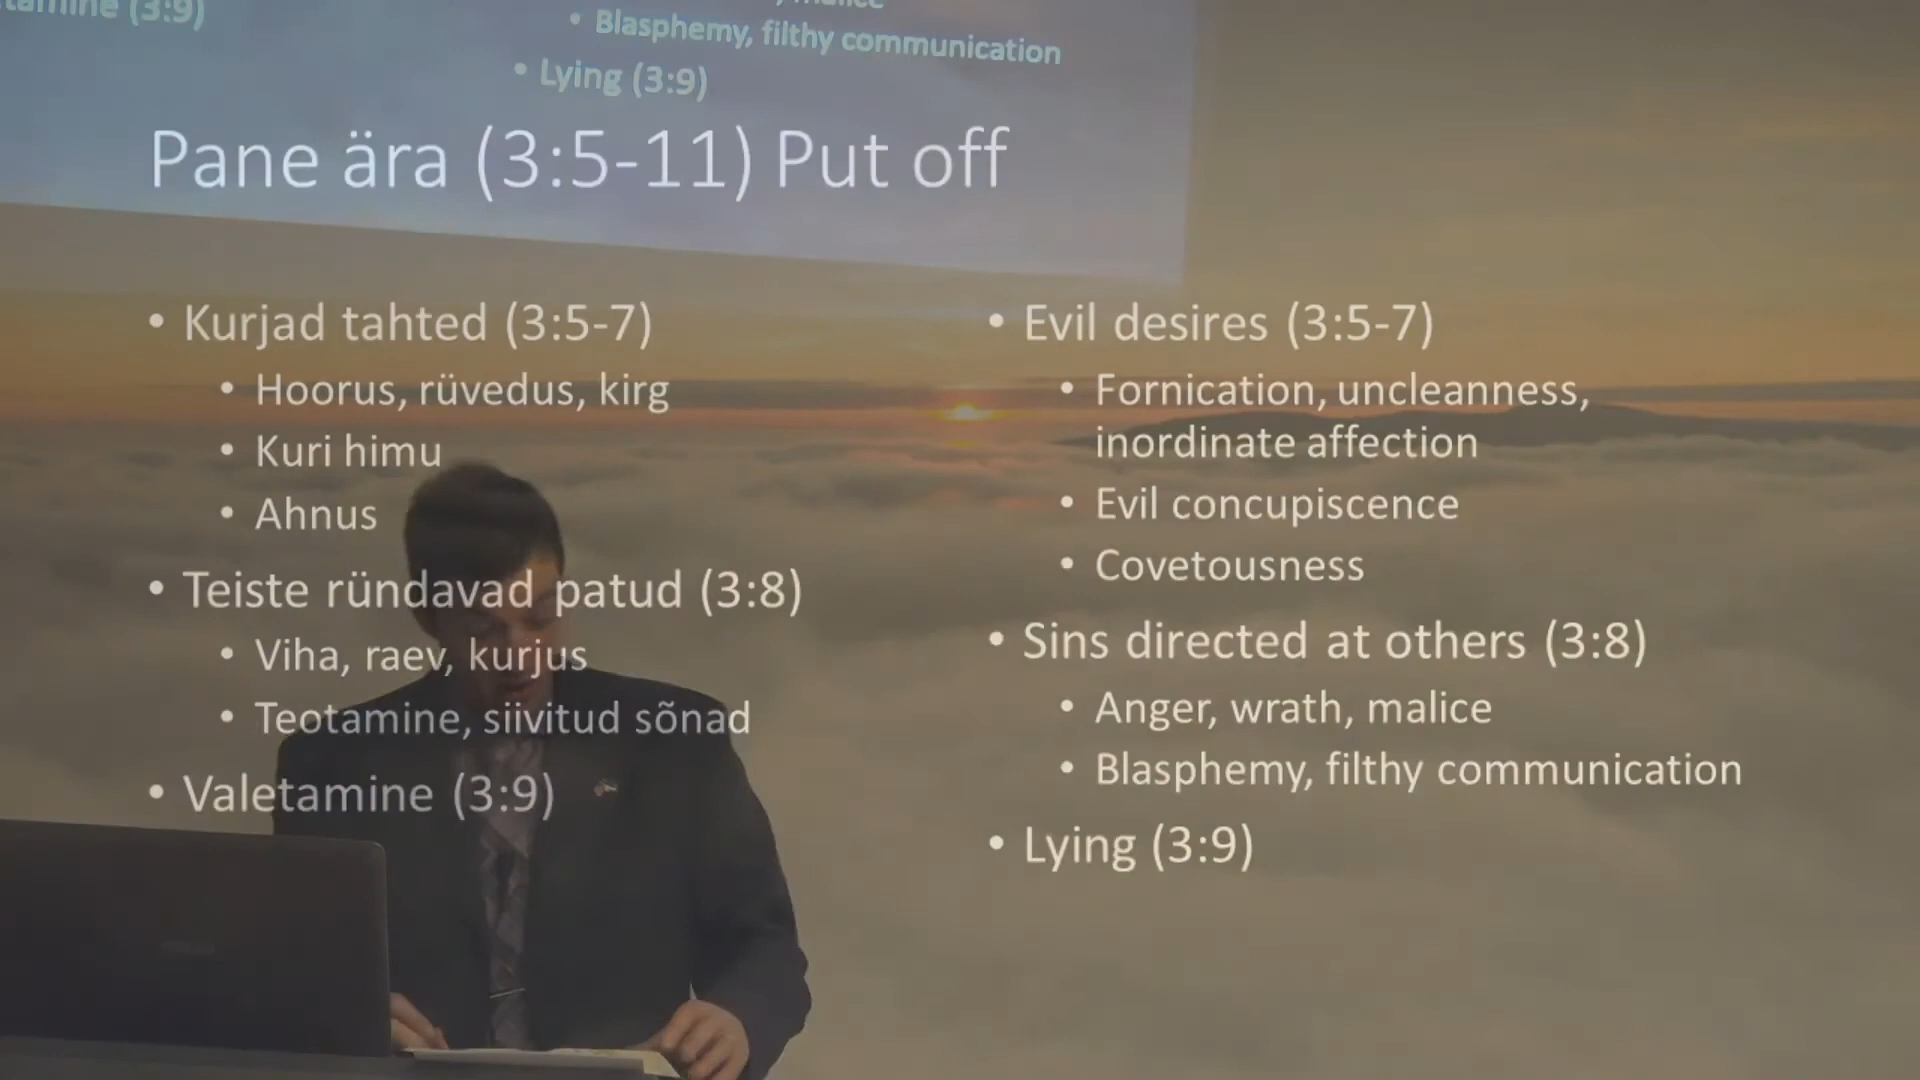 (3:9)
Blasphemy, filthy communication
• Lying (3:9)
Pane ära (3:5-11) Put off
• Kurjad tahted (3:5-7)
• Hoorus, rüvedus, kirg
• Kuri himu
• Ahnus
• Teiste ründavad patud (3:8)
• Viha, raev, kurjus
• Teotamine, siivitud sõnad
• Valetamine (3:9)
• Evil desires (3:5-7)
• Fornication, uncleanness,
inordinate affection
• Evil concupiscence
• Covetousness
• Sins directed at others (3:8)
• Anger, wrath, malice
• Blasphemy, filthy communication
• Lying (3:9)